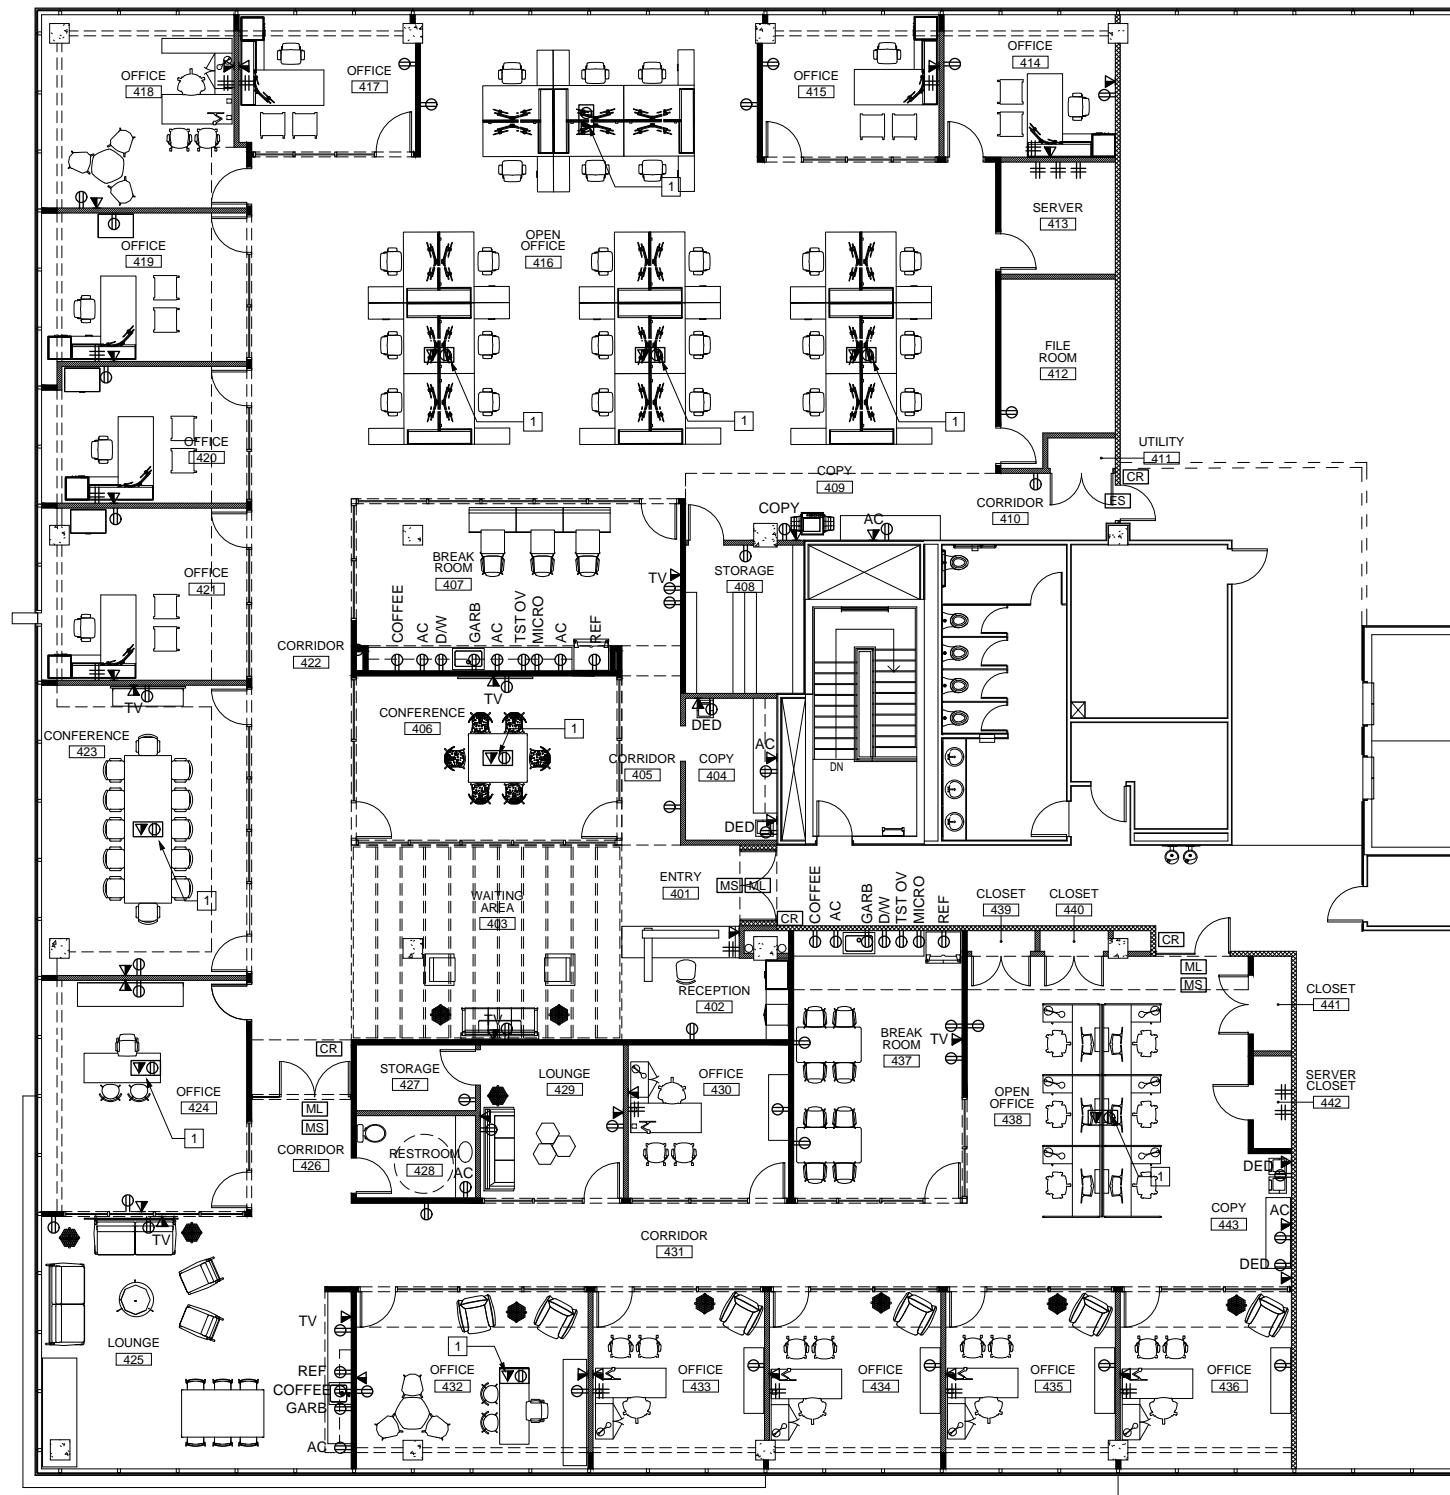 OFFICE
418
OFFICE
417
OFFICE
415
OFFICE
414
1
SERVER
413
OFFICE
419
OPEN
OFFICE
416
FILE
ROOM
412
1
1
1
OFFICE
420
UTILITY
411
COPY
409
CR
CORRIDOR
410
ES
COPY
AC
OFFICE
421
BREAK
ROOM
407
STORAGE
408
TV
COFFEE
AC
D/W
GARB
AC
TST OV
MICRO
AC
REF
CORRIDOR
422
TV
TV
CONFERENCE
423
CONFERENCE
406
1
DED
AC
CORRIDOR
405
COPY
404
DN
DED
1
ENTRY
401
MS
ML
WAITING
AREA
403
CR
COFFEE
AC
GARB
D/W
TST OV
MICRO
REF
CLOSET
439
CLOSET
440
CR
ML
MS
RECEPTION
402
CLOSET
441
TV
BREAK
ROOM
437
TV
CR
STORAGE
427
LOUNGE
429
OFFICE
430
SERVER
CLOSET
442
OFFICE
424
ML
MS
1
OPEN
OFFICE
438
CORRIDOR
426
RESTROOM
428
AC
1
DED
COPY
443
AC
TV
CORRIDOR
431
DED
TV
LOUNGE
425
1
REF
COFFEE
GARB
AC
OFFICE
432
OFFICE
433
OFFICE
434
OFFICE
435
OFFICE
436